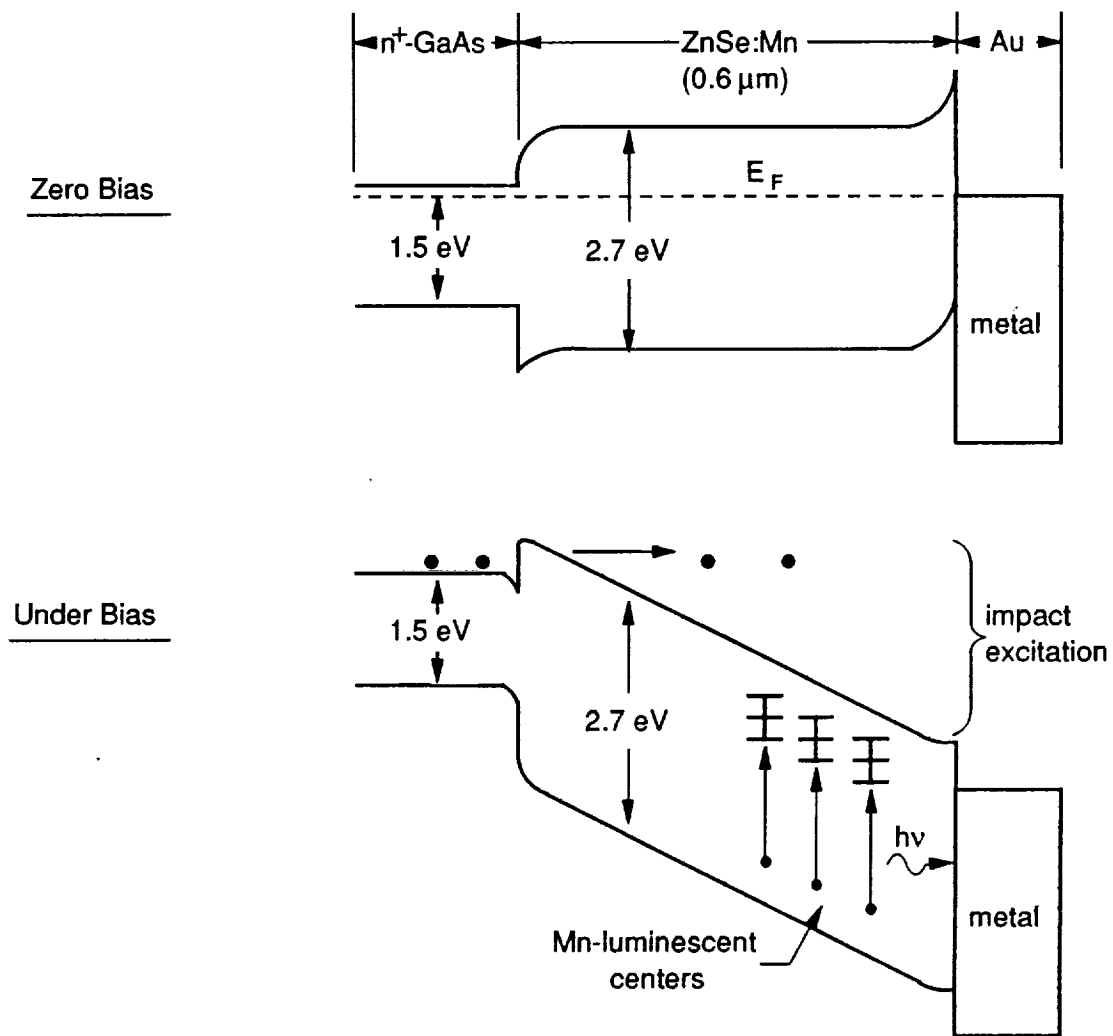 n⁺-GaAs ZnSe:Mn Au
(0.6 μm)
Zero Bias
E_F
1.5 eV 2.7 eV
metal
Under Bias
1.5 eV
impact
excitation
2.7 eV
hν
metal
Mn-luminescent
centers